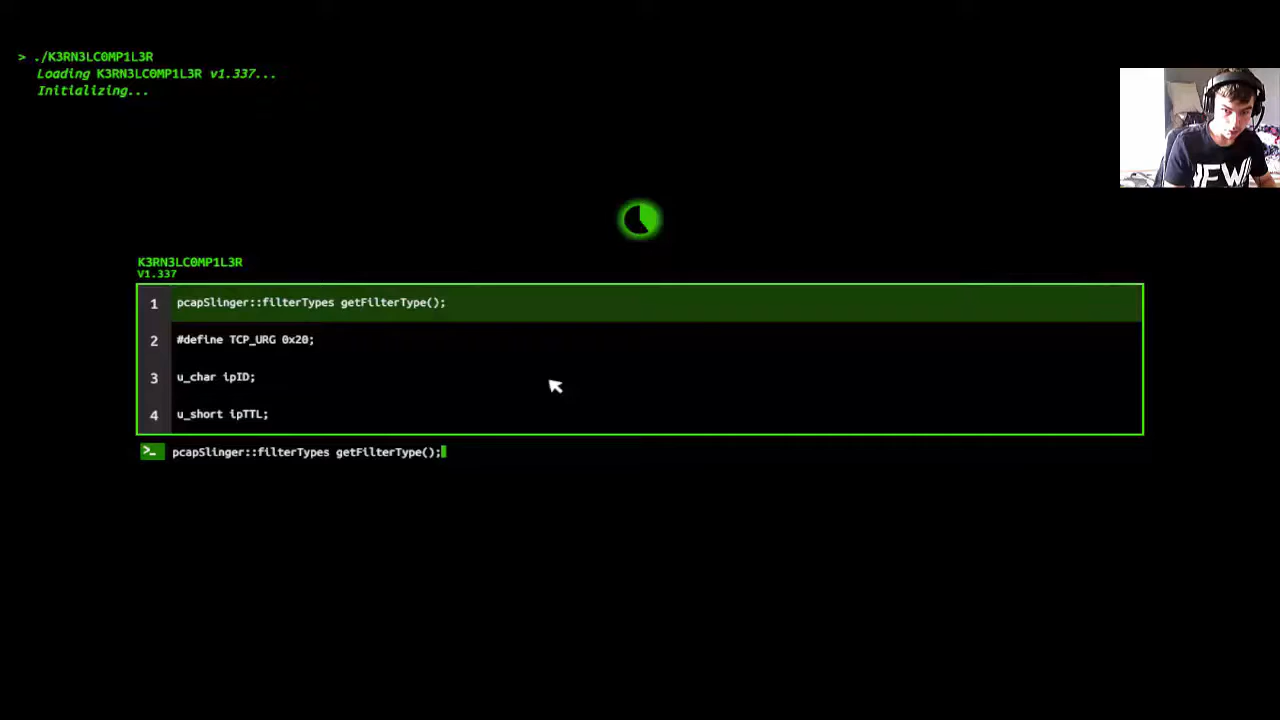 > ./K3RN3LC0MP1L3R
Loading K3RN3LC0MP1L3R v1.337...
Initializing...
K3RN3LC0MP1L3R
V1.337
1 pcapSlinger::filterTypes getFilterType();
2 #define TCP_URG 0x20;
3 u_char ipID;
4 u_short ipTTL;
>_ pcapSlinger::filterTypes getFilterType();